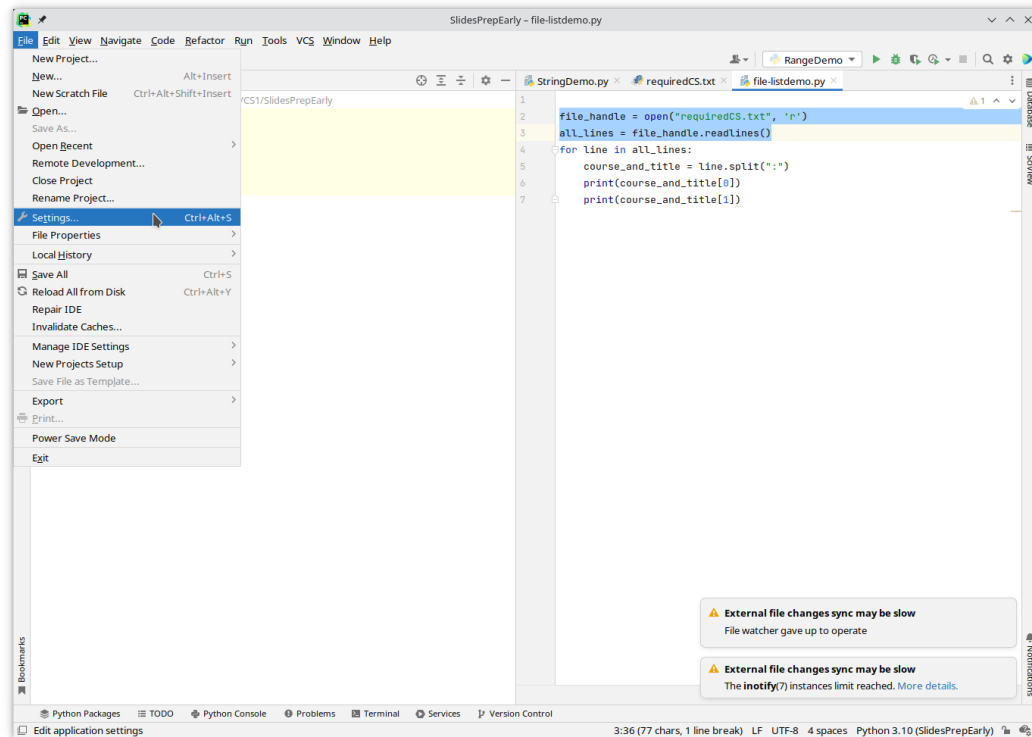 SlidesPrepEarly – file-listdemo.py
File Edit View Navigate Code Refactor Run Tools VCS Window Help
RangeDemo
New Project...
New... Alt+Insert
New Scratch File Ctrl+Alt+Shift+Insert
Open...
Save As...
Open Recent
Remote Development...
Close Project
Rename Project...
Settings... Ctrl+Alt+S
File Properties
Local History
Save All Ctrl+S
Reload All from Disk Ctrl+Alt+Y
Repair IDE
Invalidate Caches...
Manage IDE Settings
New Projects Setup
Save File as Template...
Export
Print...
Power Save Mode
Exit
/CS1/SlidesPrepEarly
StringDemo.py requiredCS.txt file-listdemo.py
1
1
2 file_handle = open("requiredCS.txt", 'r')
3 all_lines = file_handle.readlines()
4 for line in all_lines:
5 course_and_title = line.split(":")
6 print(course_and_title[0])
7 print(course_and_title[1])
Database
SciView
Notifications
Bookmarks
External file changes sync may be slow
File watcher gave up to operate
External file changes sync may be slow
The inotify(7) instances limit reached. More details.
Python Packages TODO Python Console Problems Terminal Services Version Control
Edit application settings 3:36 (77 chars, 1 line break) LF UTF-8 4 spaces Python 3.10 (SlidesPrepEarly)